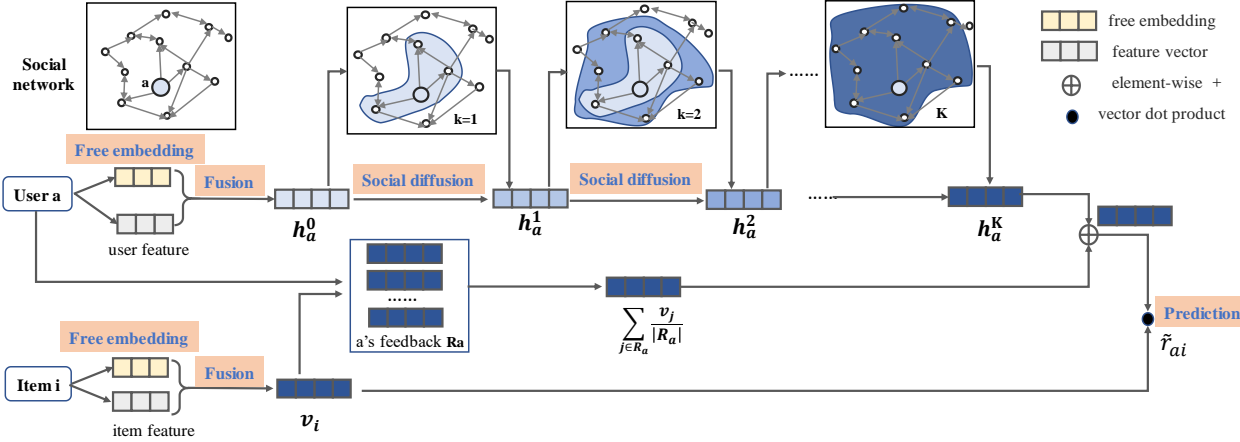 Social
network
a
k=1
k=2
......
K
free embedding
feature vector
element-wise +
vector dot product
Free embedding
User a
user feature
Fusion
h_a^0
Social diffusion
h_a^1
Social diffusion
h_a^2
......
h_a^K
......
a's feedback Ra
∑_{j∈R_a} v_j/|R_a|
Prediction
r̃_{ai}
Free embedding
Item i
item feature
Fusion
v_i